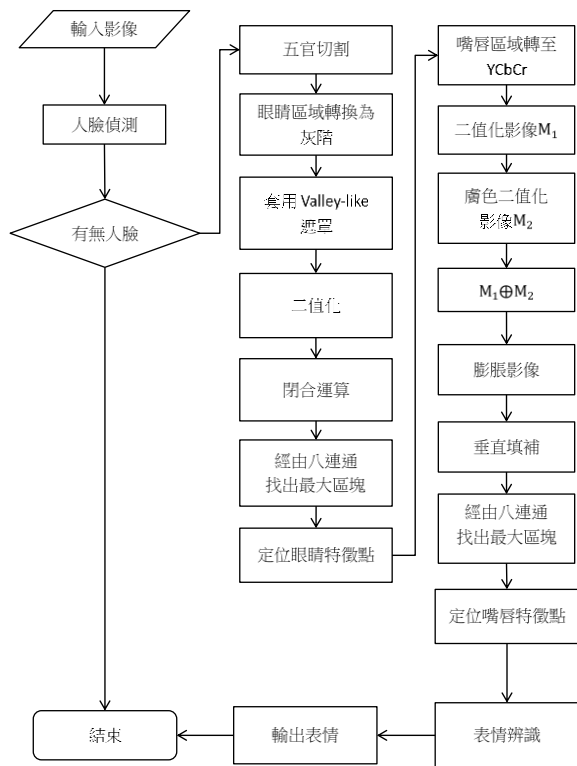 輸入影像
人臉偵測
有無人臉
五官切割
眼睛區域轉換為
灰階
套用 Valley-like
遮罩
二值化
閉合運算
經由八連通
找出最大區塊
定位眼睛特徵點
嘴唇區域轉至
YCbCr
二值化影像M₁
膚色二值化
影像M₂
M₁⊕M₂
膨脹影像
垂直填補
經由八連通
找出最大區塊
定位嘴唇特徵點
表情辨識
輸出表情
結束